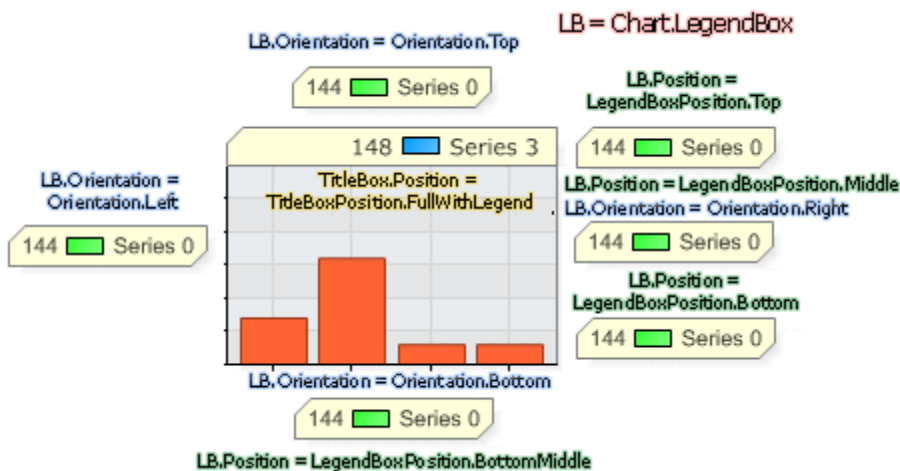 LB = Chart.LegendBox
LB.Orientation = Orientation.Top
144 Series 0
LB.Position =
LegendBoxPosition.Top
144 Series 0
148 Series 3
TitleBox.Position =
TitleBoxPosition.FullWithLegend
LB.Orientation =
Orientation.Left
144 Series 0
LB.Position = LegendBoxPosition.Middle
LB.Orientation = Orientation.Right
144 Series 0
LB.Position =
LegendBoxPosition.Bottom
144 Series 0
LB.Orientation = Orientation.Bottom
144 Series 0
LB.Position = LegendBoxPosition.BottomMiddle